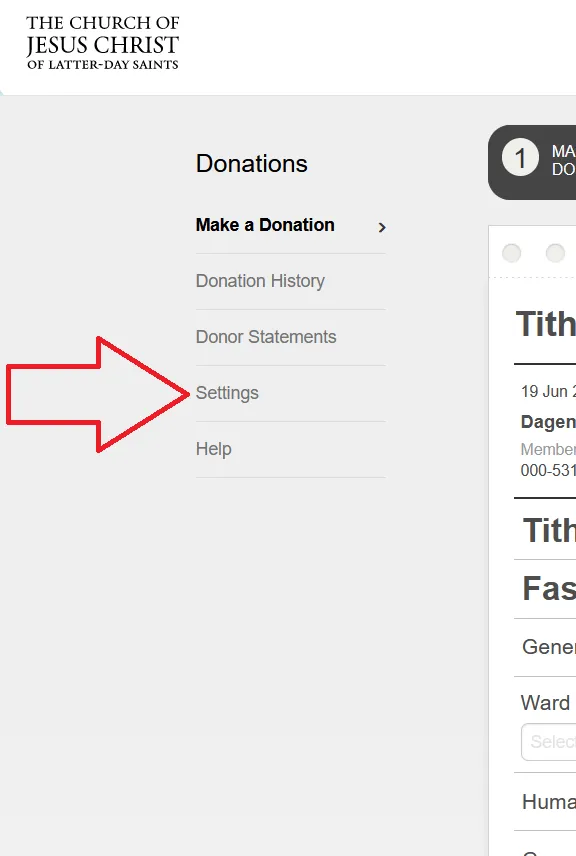 THE CHURCH OF
JESUS CHRIST
OF LATTER-DAY SAINTS
Donations
Make a Donation
Donation History
Donor Statements
Settings
Help
1
MA
DO
Tith
19 Jun 2
Dagen
Member
000-531
Tith
Fas
Gener
Ward
Select
Huma